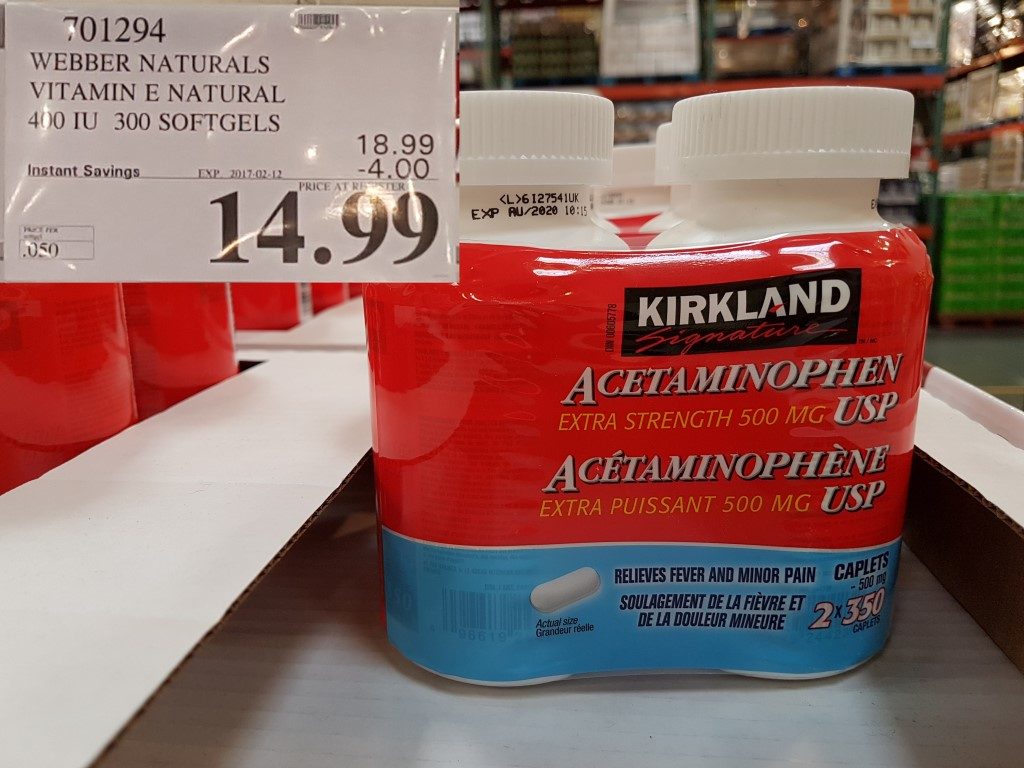 701294
WEBBER NATURALS
VITAMIN E NATURAL
400 IU 300 SOFTGELS
18.99
Instant Savings EXP. 2017-02-12 -4.00
PRICE AT REGISTER
14.99
PRICE PER
.050
<L>6127541UK
EXP AU/2020 10:15
KIRKLAND
Signature
ACETAMINOPHEN
EXTRA STRENGTH 500 MG USP
ACÉTAMINOPHÈNE
EXTRA PUISSANT 500 MG USP
RELIEVES FEVER AND MINOR PAIN
SOULAGEMENT DE LA FIÈVRE ET
DE LA DOULEUR MINEURE
CAPLETS
- 500 mg
2x350
CAPLETS
Actual size
Grandeur réelle